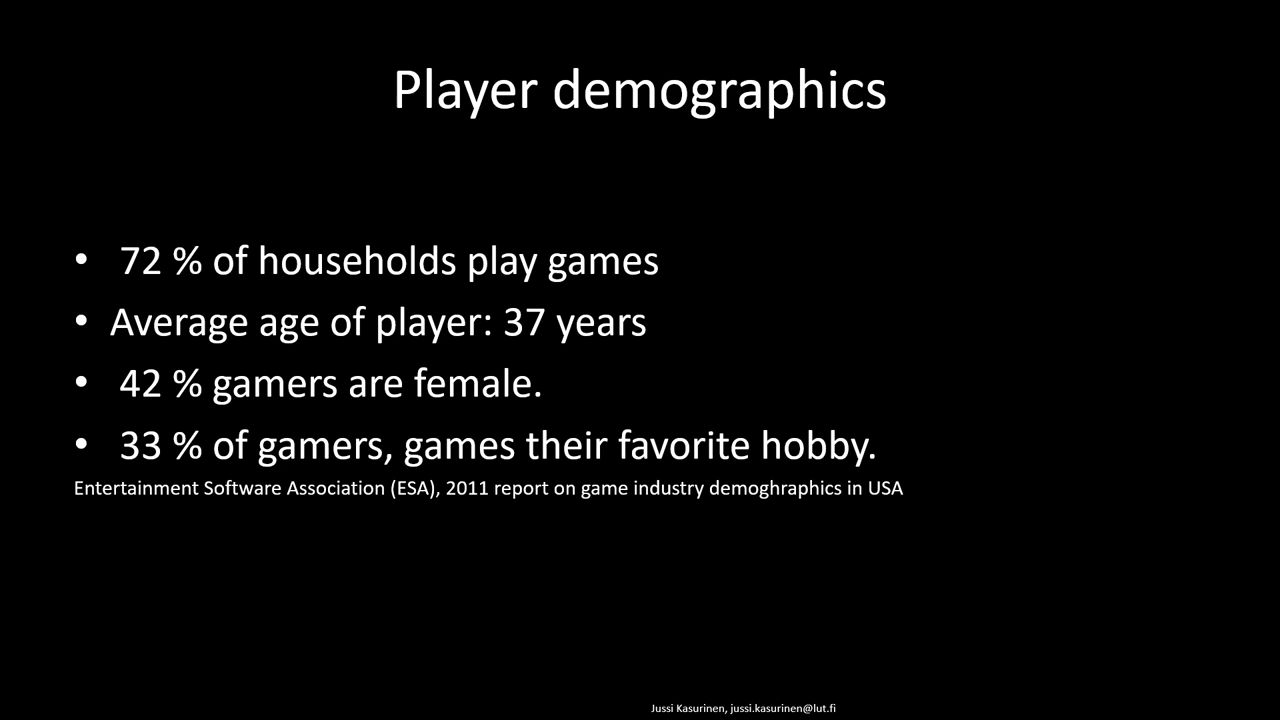 Player demographics
• 72 % of households play games
• Average age of player: 37 years
• 42 % gamers are female.
• 33 % of gamers, games their favorite hobby.
Entertainment Software Association (ESA), 2011 report on game industry demoghraphics in USA
Jussi Kasurinen, jussi.kasurinen@lut.fi